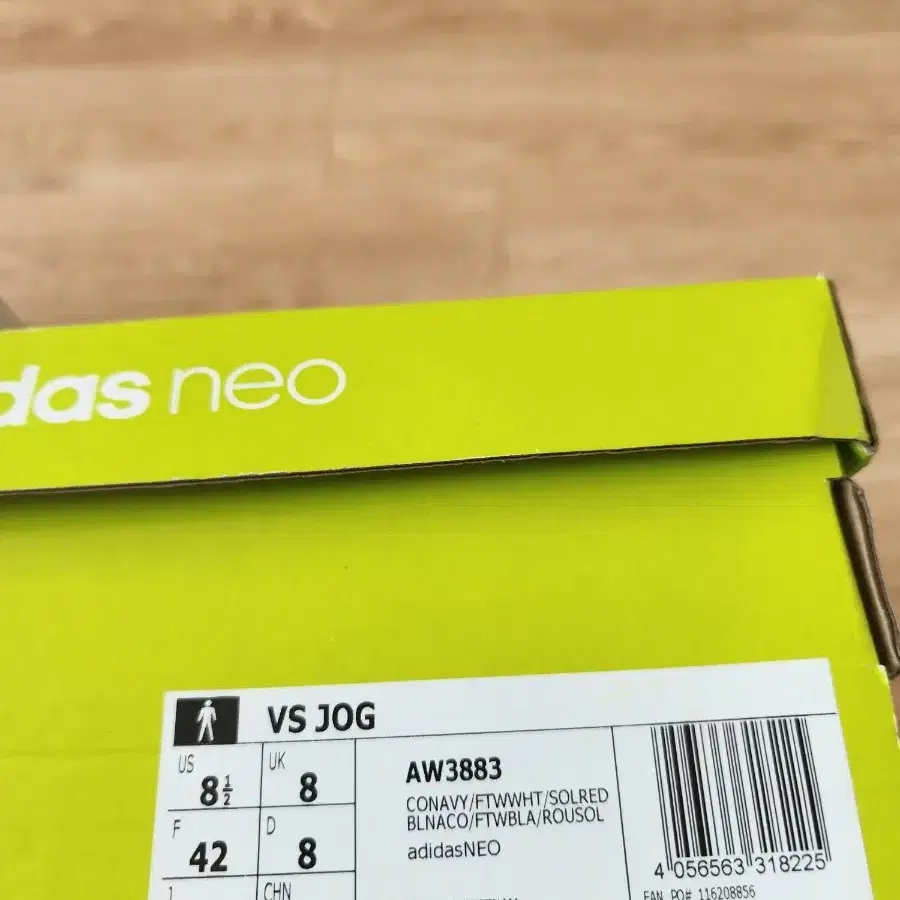 das neo
VS JOG
US 8½ UK 8
F 42 D 8
J CHN
AW3883
CONAVY/FTWWHT/SOLRED
BLNACO/FTWBLA/ROUSOL
adidasNEO
4 056563 318225
EAN PO# 116208856